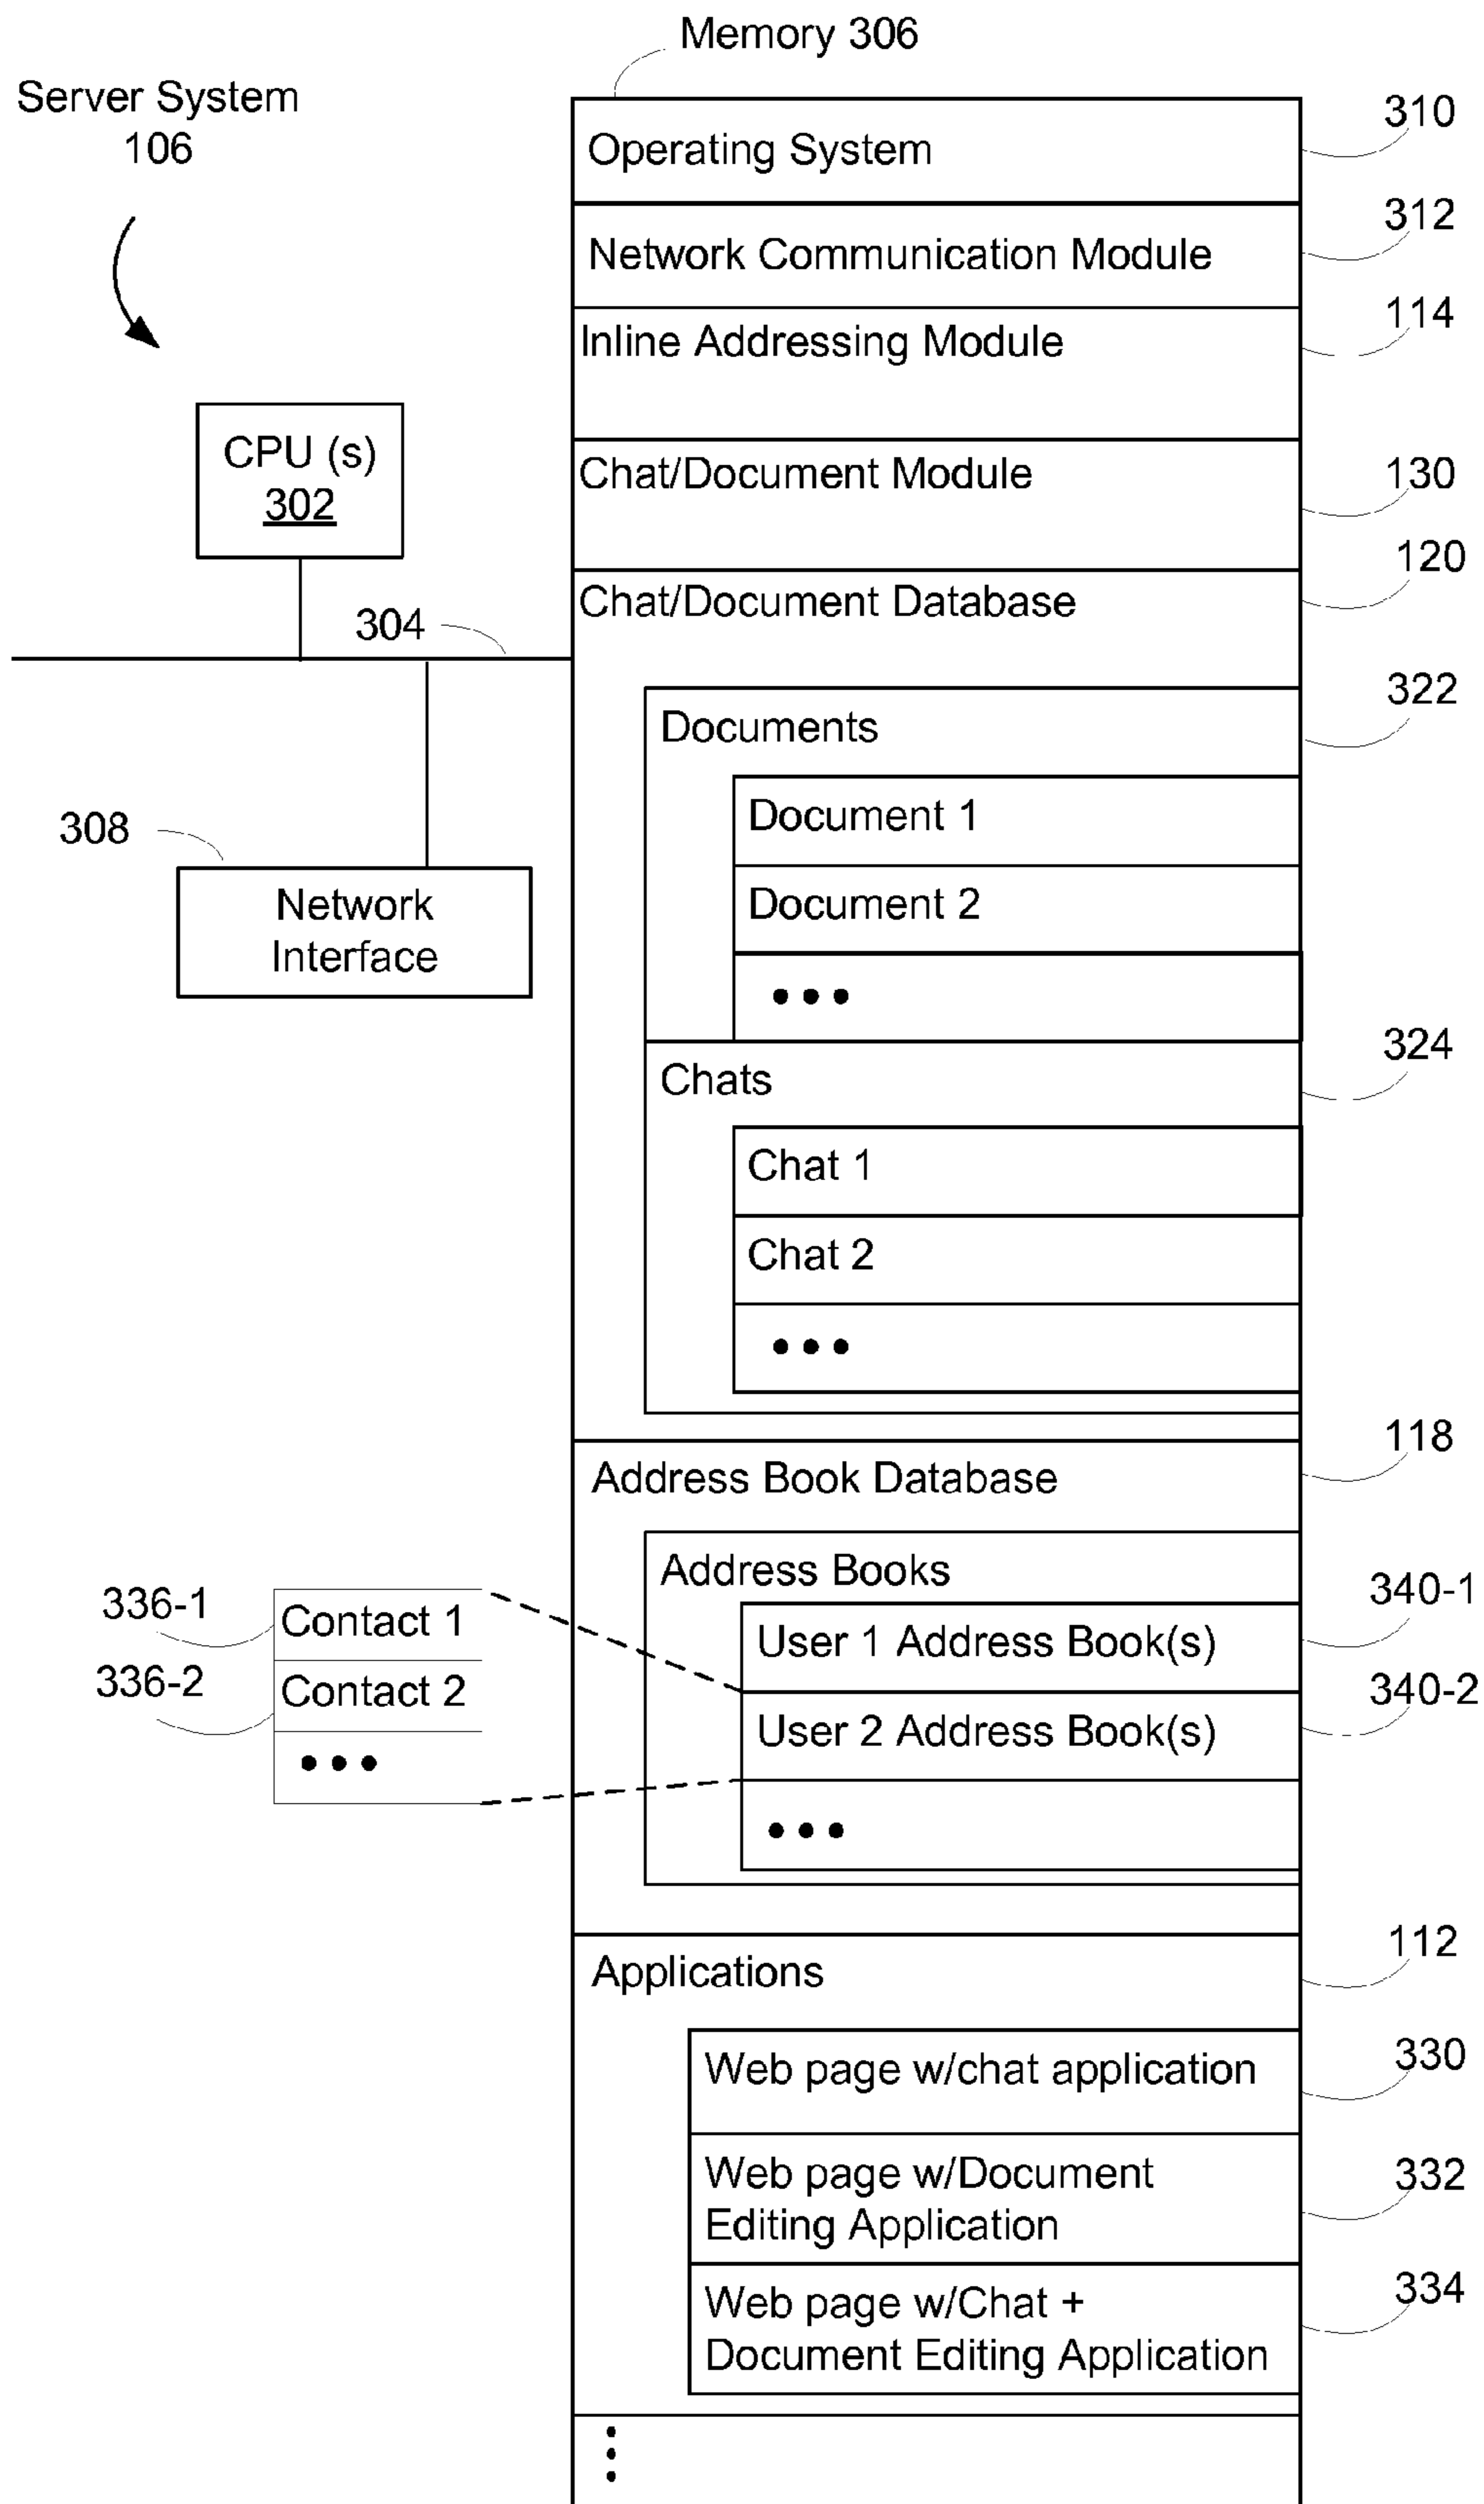 Memory 306
Server System
106
310
Operating System
312
Network Communication Module
114
Inline Addressing Module
CPU (s)
302
130
Chat/Document Module
120
Chat/Document Database
304
322
Documents
Document 1
308
Document 2
Network
Interface
• • •
324
Chats
Chat 1
Chat 2
• • •
118
Address Book Database
Address Books
336-1
Contact 1
340-1
User 1 Address Book(s)
336-2
Contact 2
340-2
User 2 Address Book(s)
• • •
• • •
112
Applications
330
Web page w/chat application
332
Web page w/Document
Editing Application
334
Web page w/Chat +
Document Editing Application